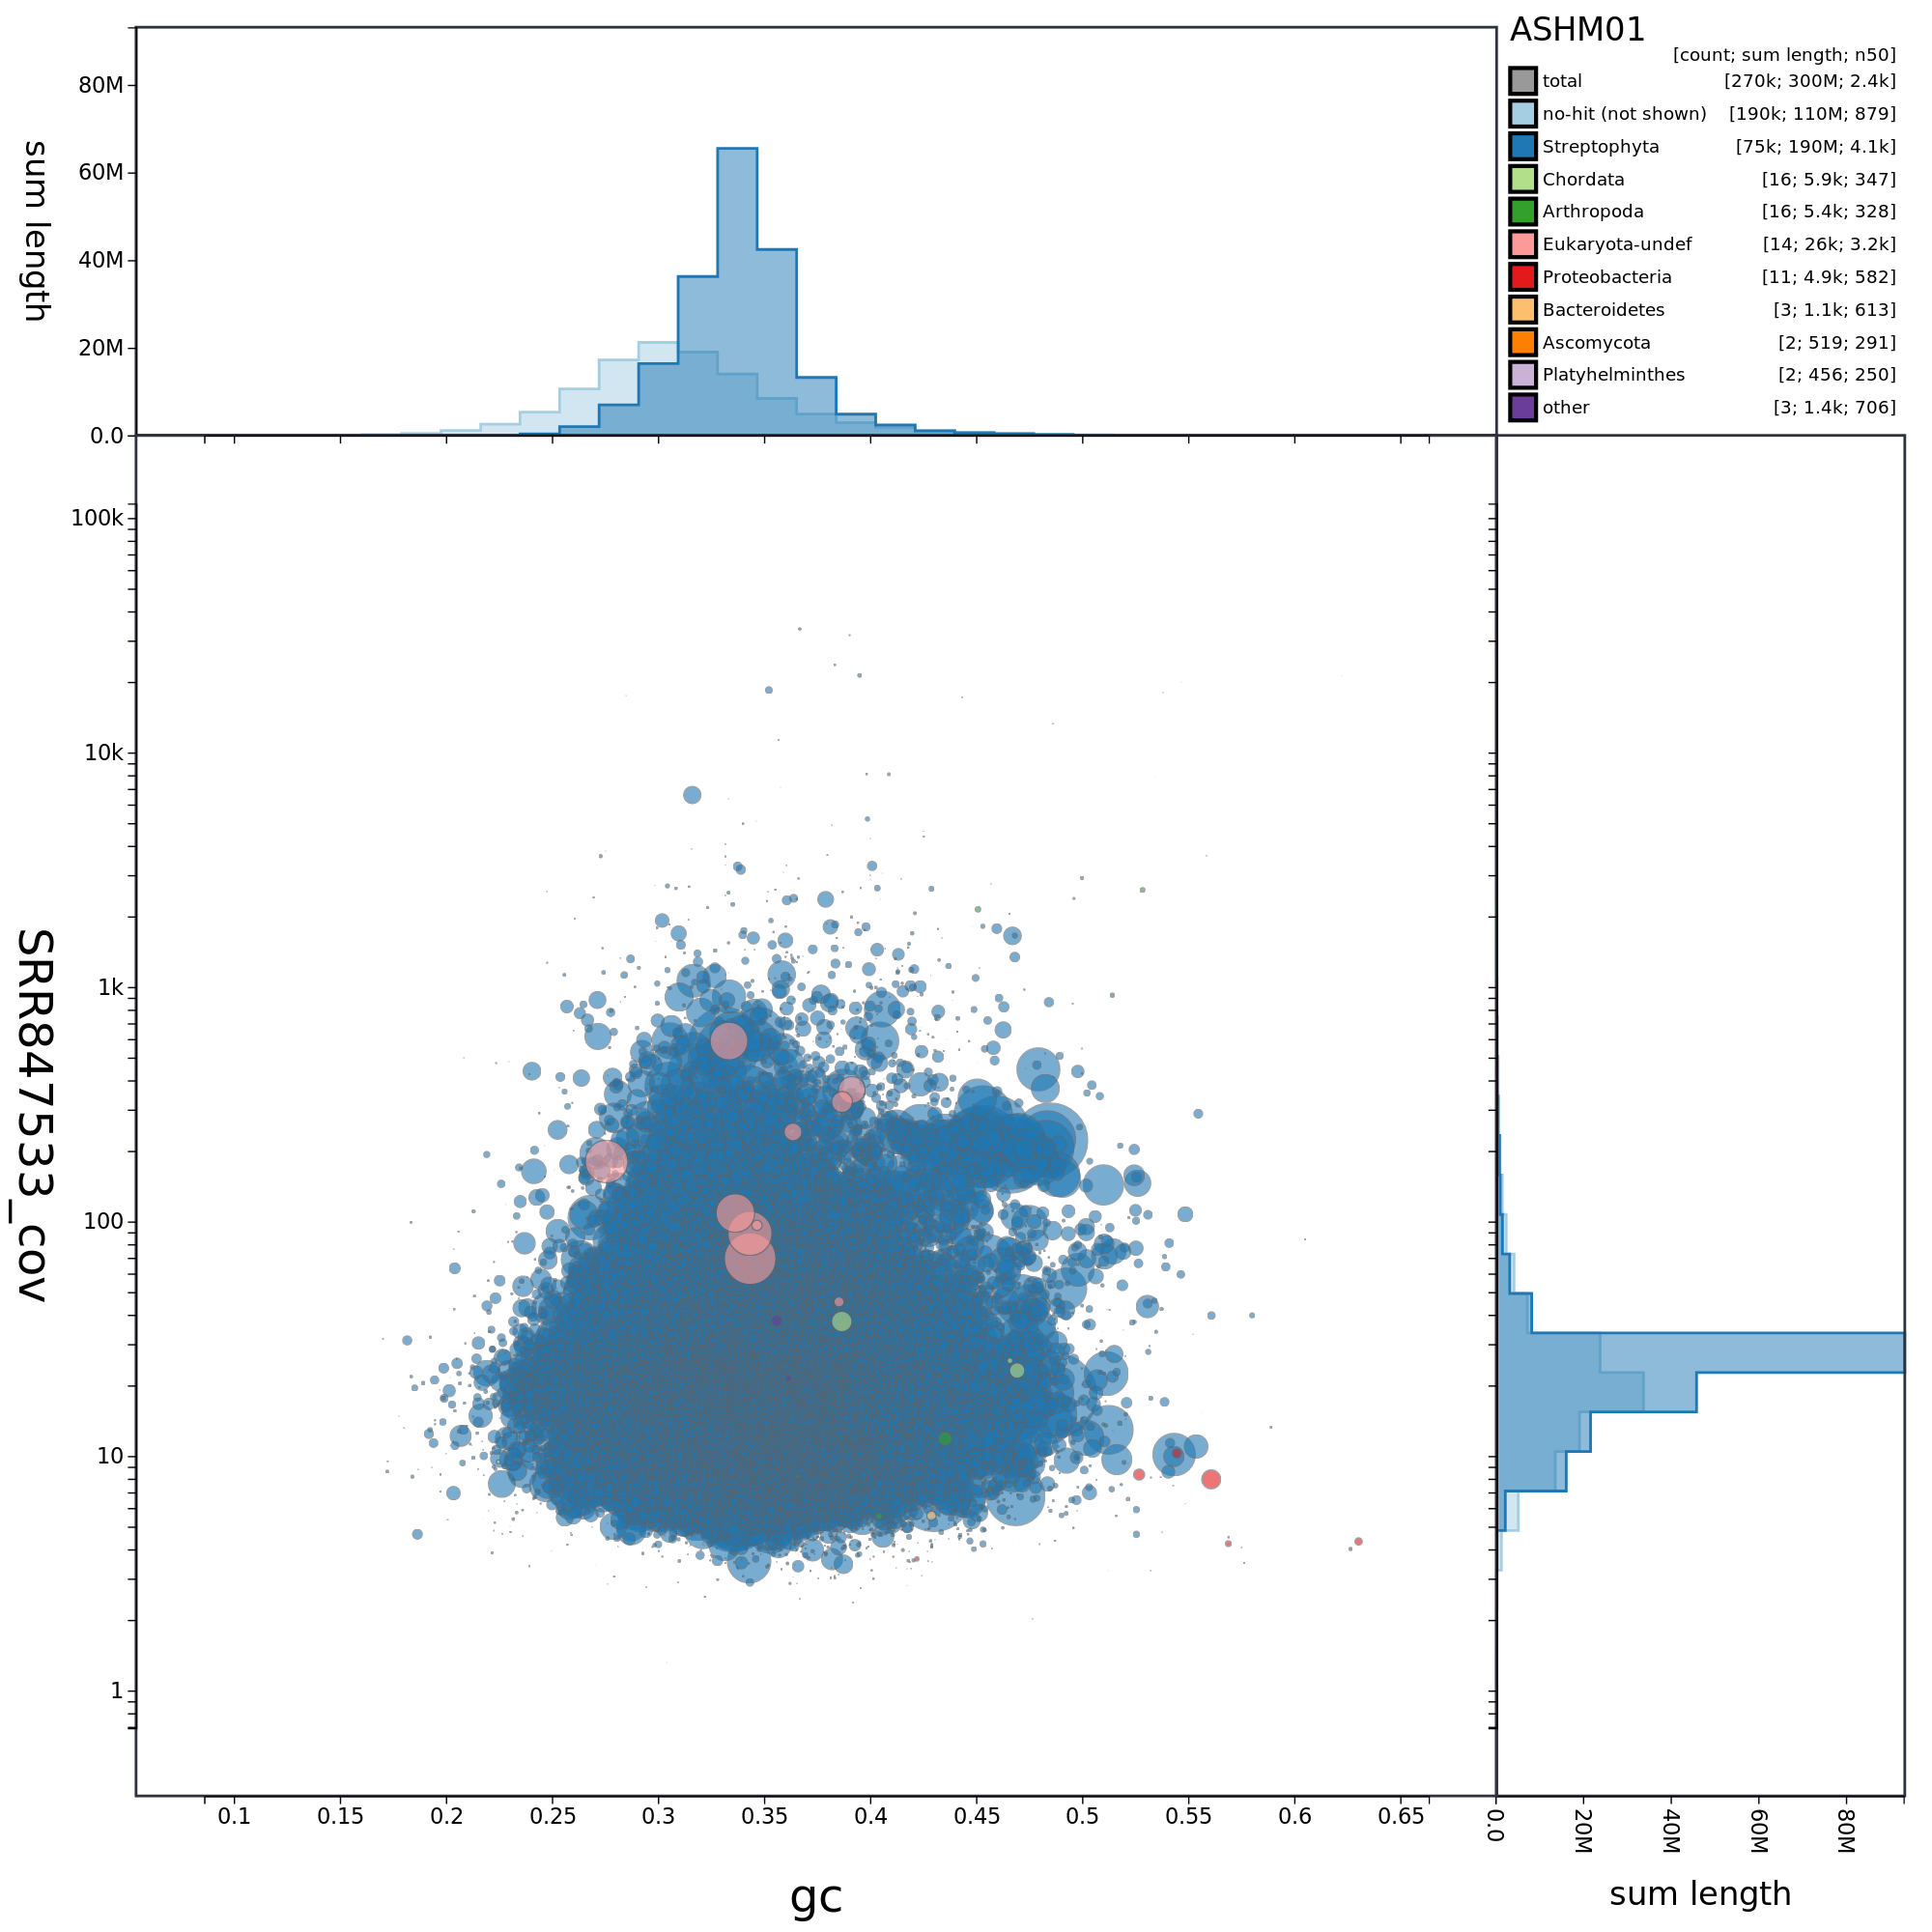 ASHM01
[count; sum length; n50]
total [270k; 300M; 2.4k]
no-hit (not shown) [190k; 110M; 879]
Streptophyta [75k; 190M; 4.1k]
Chordata [16; 5.9k; 347]
Arthropoda [16; 5.4k; 328]
Eukaryota-undef [14; 26k; 3.2k]
Proteobacteria [11; 4.9k; 582]
Bacteroidetes [3; 1.1k; 613]
Ascomycota [2; 519; 291]
Platyhelminthes [2; 456; 250]
other [3; 1.4k; 706]
sum length
80M
60M
40M
20M
0.0
SRR847533_cov
100k
10k
1k
100
10
1
0.1 0.15 0.2 0.25 0.3 0.35 0.4 0.45 0.5 0.55 0.6 0.65
gc
0.0 20M 40M 60M 80M
sum length